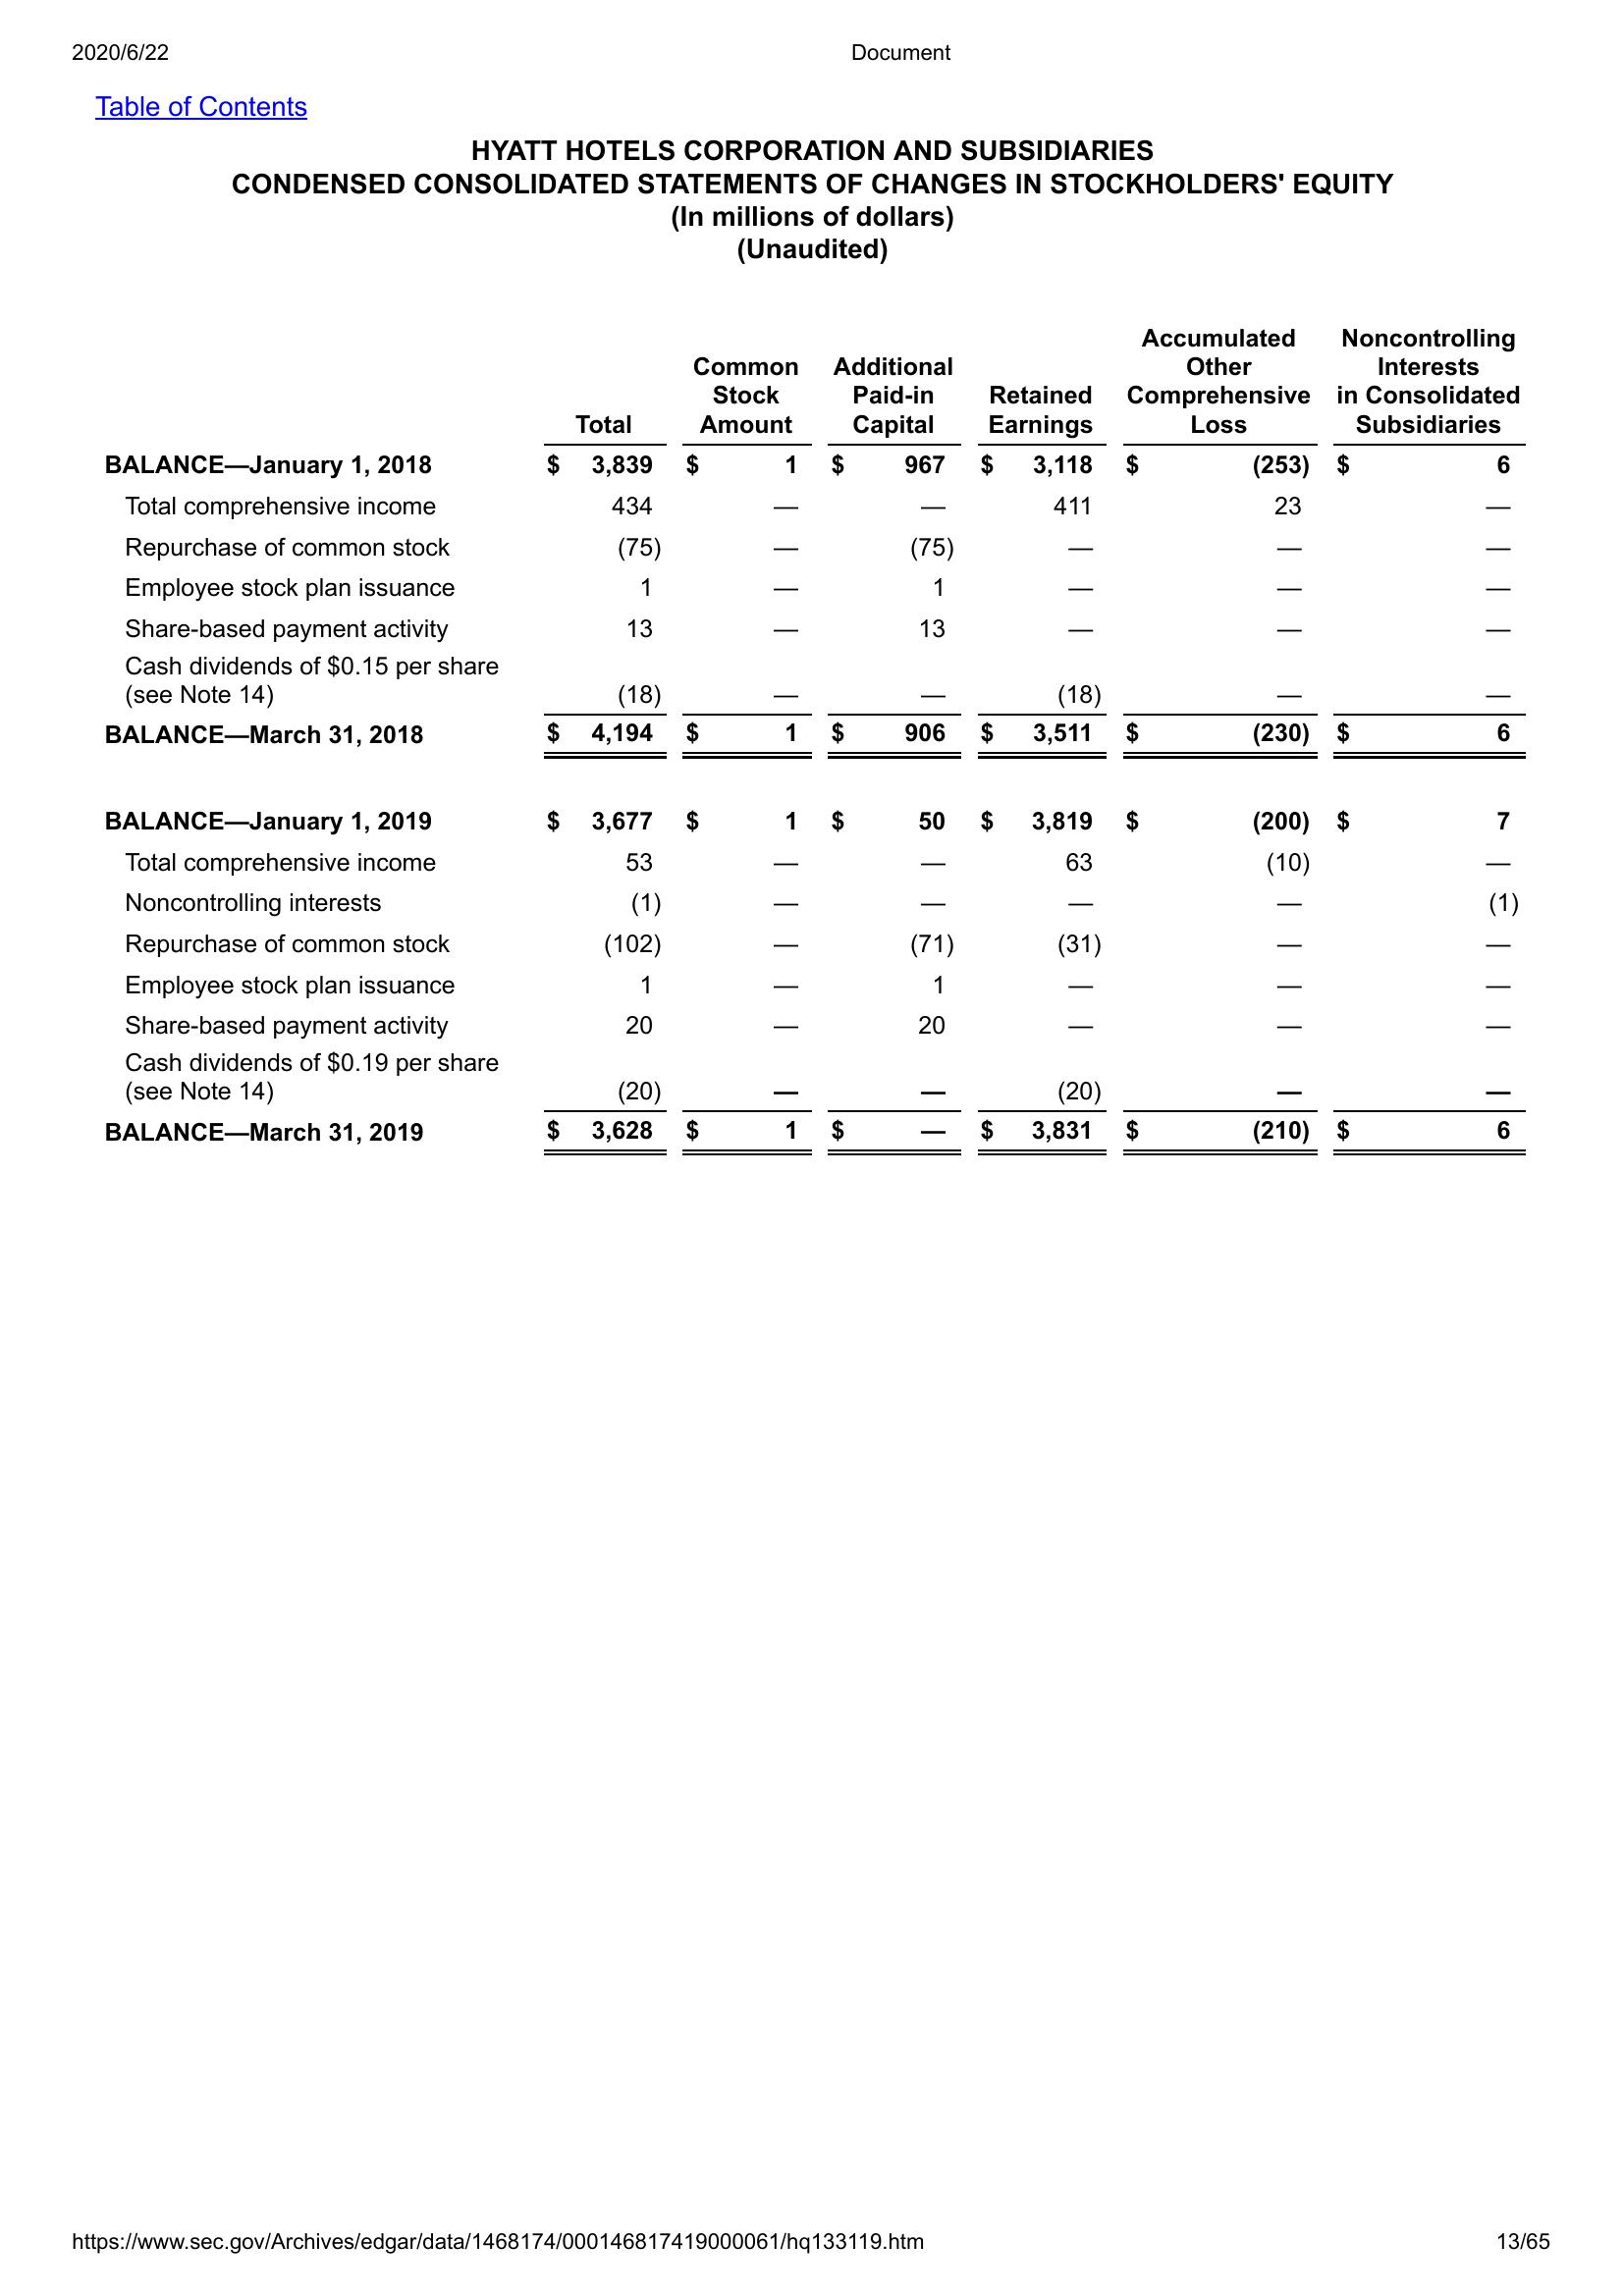 2020/6/22 Document
Table of Contents
HYATT HOTELS CORPORATION AND SUBSIDIARIES
CONDENSED CONSOLIDATED STATEMENTS OF CHANGES IN STOCKHOLDERS' EQUITY
(In millions of dollars)
(Unaudited)
Total Common Stock Amount Additional Paid-in Capital Retained Earnings Accumulated Other Comprehensive Loss Noncontrolling Interests in Consolidated Subsidiaries
BALANCE—January 1, 2018 $ 3,839 $ 1 $ 967 $ 3,118 $ (253) $ 6
Total comprehensive income 434 — — 411 23 —
Repurchase of common stock (75) — (75) — — —
Employee stock plan issuance 1 — 1 — — —
Share-based payment activity 13 — 13 — — —
Cash dividends of $0.15 per share
(see Note 14) (18) — — (18) — —
BALANCE—March 31, 2018 $ 4,194 $ 1 $ 906 $ 3,511 $ (230) $ 6
BALANCE—January 1, 2019 $ 3,677 $ 1 $ 50 $ 3,819 $ (200) $ 7
Total comprehensive income 53 — — 63 (10) —
Noncontrolling interests (1) — — — — (1)
Repurchase of common stock (102) — (71) (31) — —
Employee stock plan issuance 1 — 1 — — —
Share-based payment activity 20 — 20 — — —
Cash dividends of $0.19 per share
(see Note 14) (20) — — (20) — —
BALANCE—March 31, 2019 $ 3,628 $ 1 $ — $ 3,831 $ (210) $ 6
https://www.sec.gov/Archives/edgar/data/1468174/000146817419000061/hq133119.htm 13/65